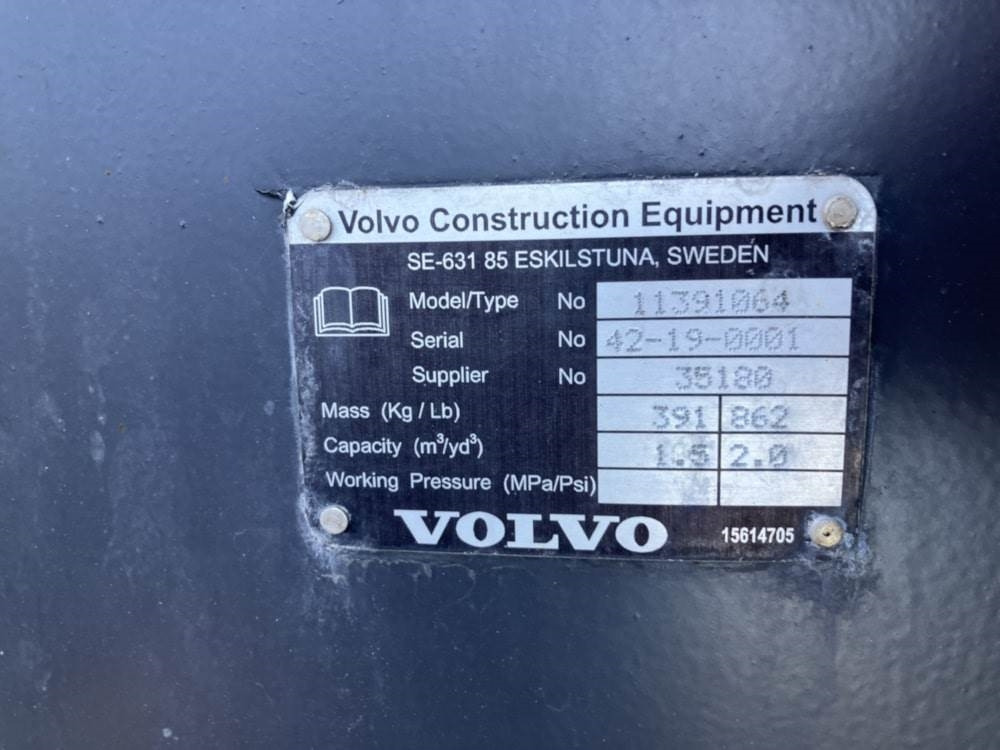 Volvo Construction Equipment
SE-631 85 ESKILSTUNA, SWEDEN
Model/Type No 11391064
Serial No 42-19-0001
Supplier No 35180
Mass (Kg / Lb) 391 862
Capacity (m³/yd³) 1.5 2.0
Working Pressure (MPa/Psi)
VOLVO 15614705